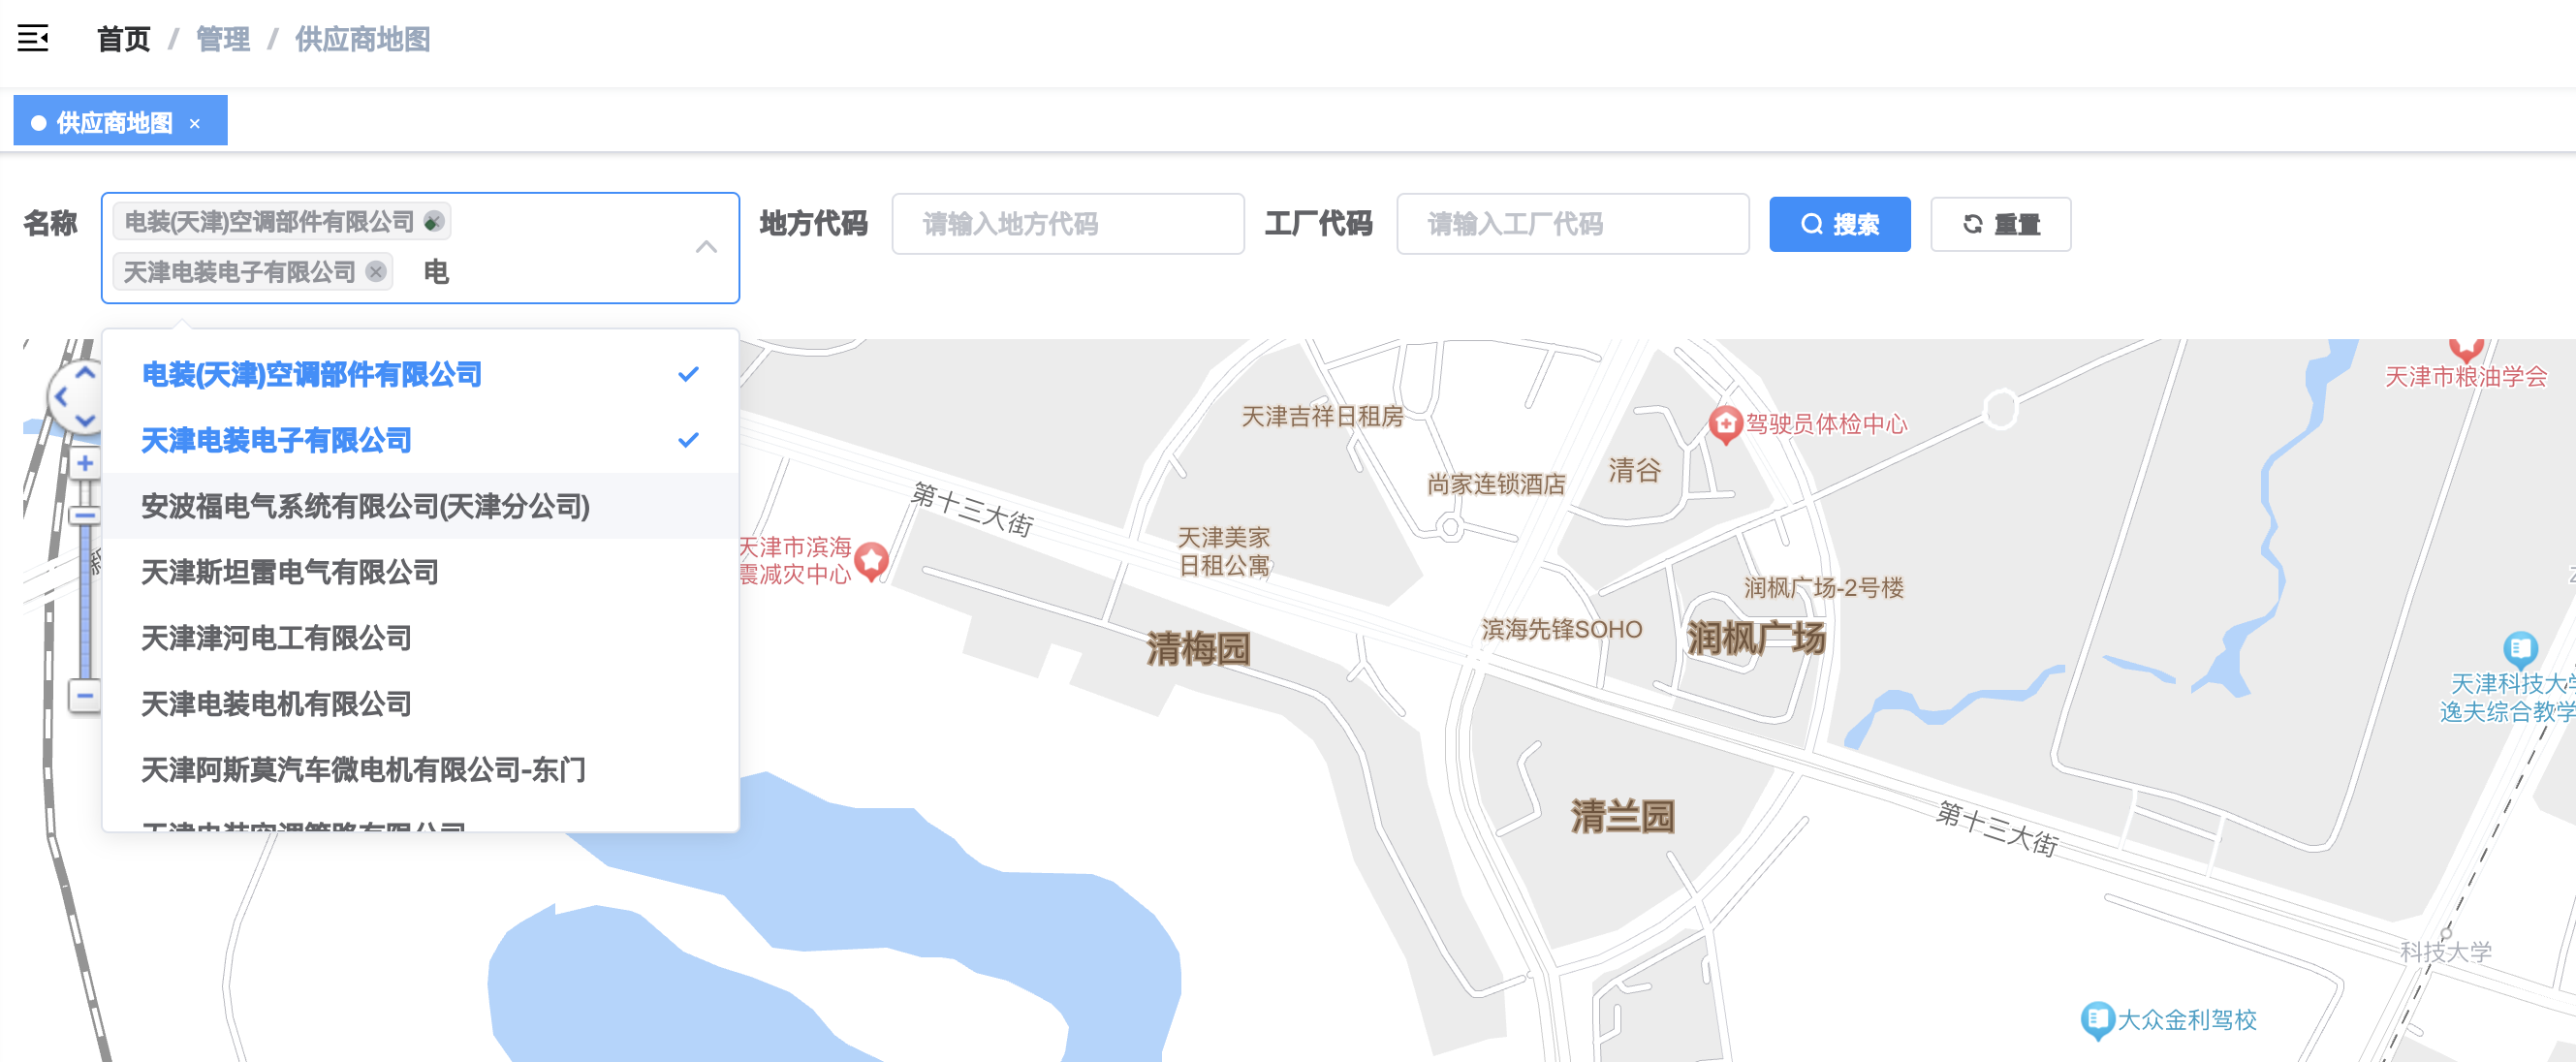 首页 / 管理 / 供应商地图
供应商地图 ×
名称
电装(天津)空调部件有限公司
天津电装电子有限公司
电
地方代码
请输入地方代码
工厂代码
请输入工厂代码
搜索
重置
电装(天津)空调部件有限公司
天津电装电子有限公司
安波福电气系统有限公司(天津分公司)
天津斯坦雷电气有限公司
天津津河电工有限公司
天津电装电机有限公司
天津阿斯莫汽车微电机有限公司-东门
天津电装空调管路有限公司
天津市粮油学会
天津吉祥日租房
驾驶员体检中心
清谷
尚家连锁酒店
第十三大街
天津美家
日租公寓
天津市滨海
震减灾中心
润枫广场-2号楼
滨海先锋SOHO
润枫广场
清梅园
天津科技大学
逸夫综合教学
清兰园
第十三大街
科技大学
大众金利驾校